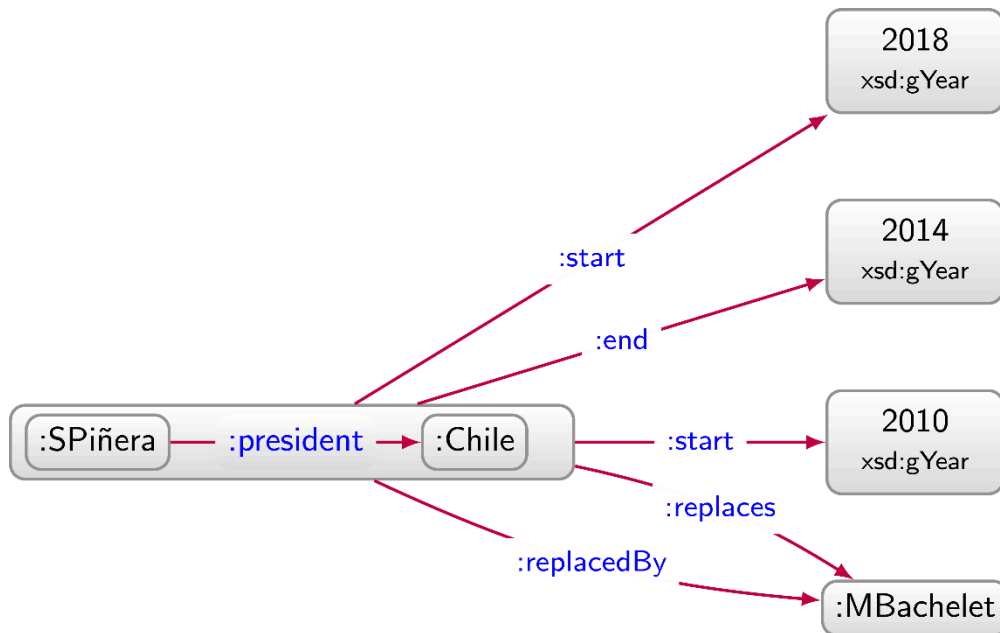 2018
xsd:gYear
:start
2014
xsd:gYear
:end
:SPiñera
:president
:Chile
:start
2010
xsd:gYear
:replaces
:replacedBy
:MBachelet